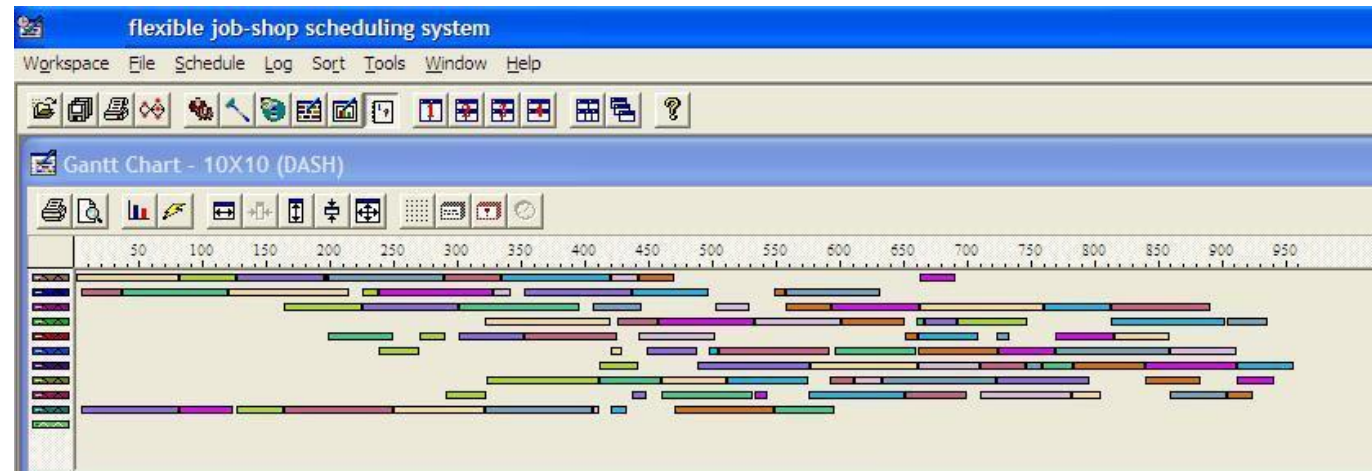 flexible job-shop scheduling system
Workspace File Schedule Log Sort Tools Window Help
Gantt Chart - 10X10 (DASH)
50 100 150 200 250 300 350 400 450 500 550 600 650 700 750 800 850 900 950